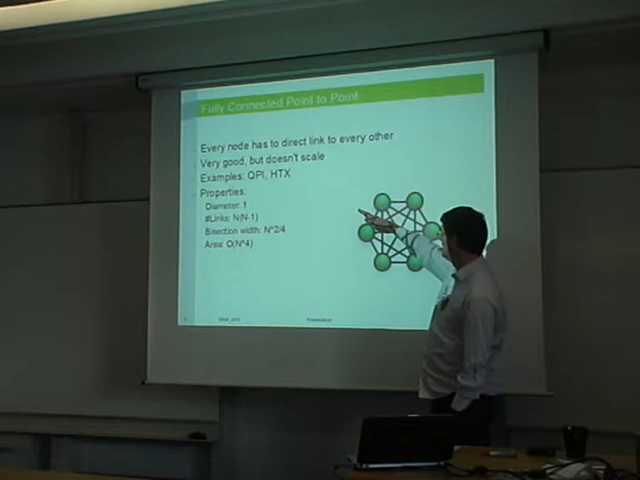 Fully Connected Point to Point
Every node has to direct link to every other
Very good, but doesn't scale
Examples: QPI, HTX
Properties:
Diameter: 1
#Links: N(N-1)
Bisection width: N^2/4
Area: O(N^4)
Presentation